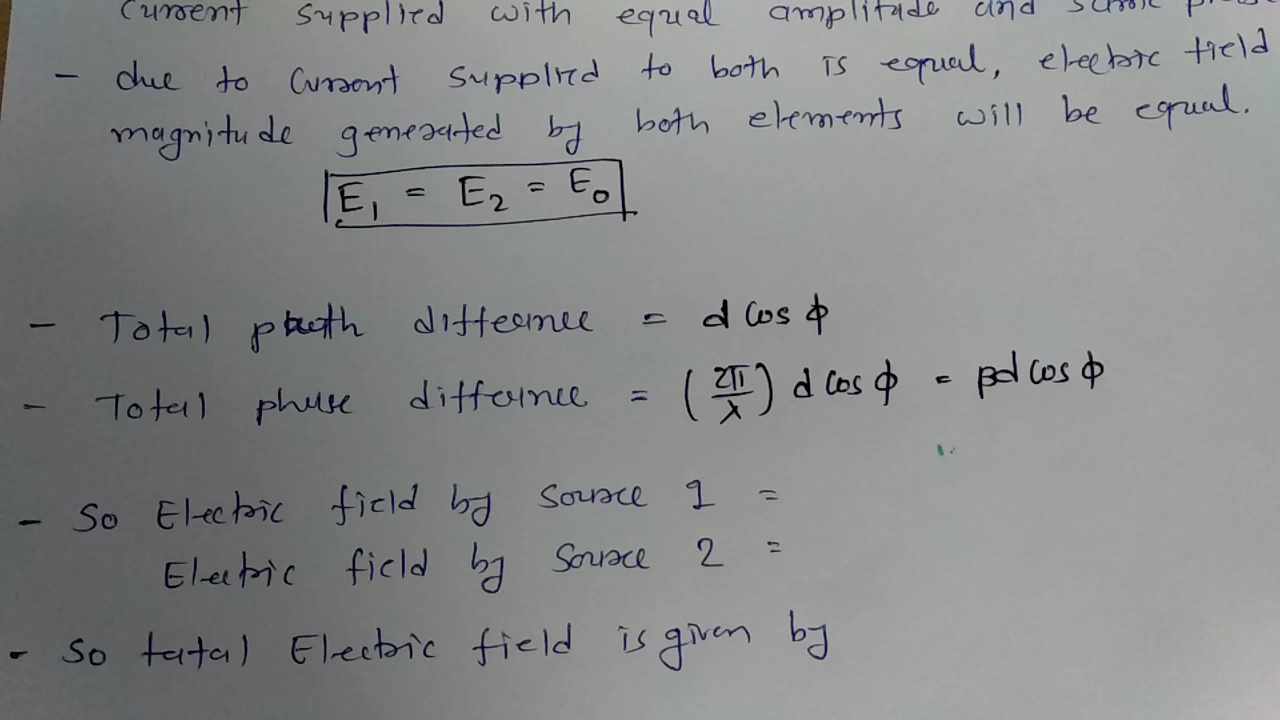 Current supplied with equal amplitude and same
- due to Current supplied to both is equal, electric field
magnitude generated by both elements will be equal.
E₁ = E₂ = E₀
- Total path difference = d cos ϕ
- Total phase difference = (2π/λ) d cos ϕ = βd cos ϕ
- So Electric field by source 1 =
Electric field by source 2 =
- So tatal Electric field is given by